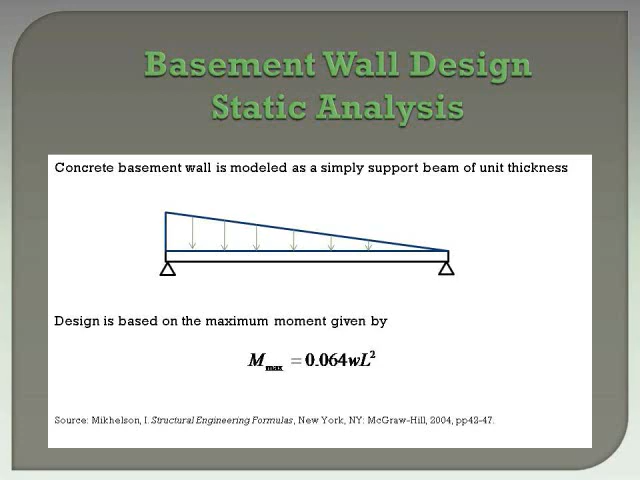 Basement Wall Design
Static Analysis
Concrete basement wall is modeled as a simply support beam of unit thickness
Design is based on the maximum moment given by
M max = 0.064wL²
Source: Mikhelson, I. Structural Engineering Formulas, New York, NY: McGraw-Hill, 2004, pp42-47.